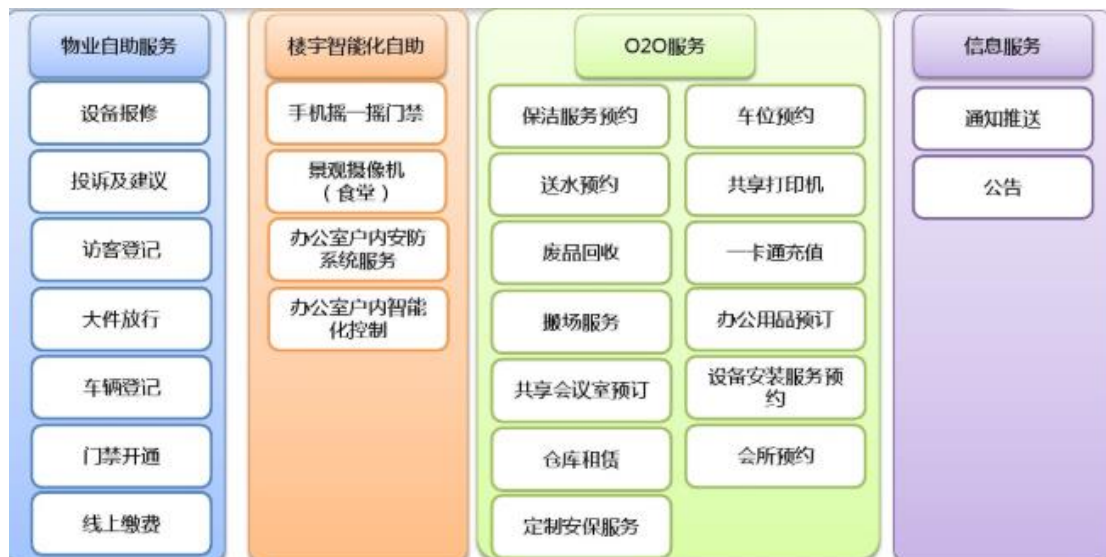 物业自助服务
设备报修
投诉及建议
访客登记
大件放行
车辆登记
门禁开通
线上缴费
楼宇智能化自助
手机摇一摇门禁
景观摄像机
（食堂）
办公室户内安防
系统服务
办公室户内智能
化控制
O2O服务
保洁服务预约
送水预约
废品回收
搬场服务
共享会议室预订
仓库租赁
定制安保服务
车位预约
共享打印机
一卡通充值
办公用品预订
设备安装服务预
约
会所预约
信息服务
通知推送
公告